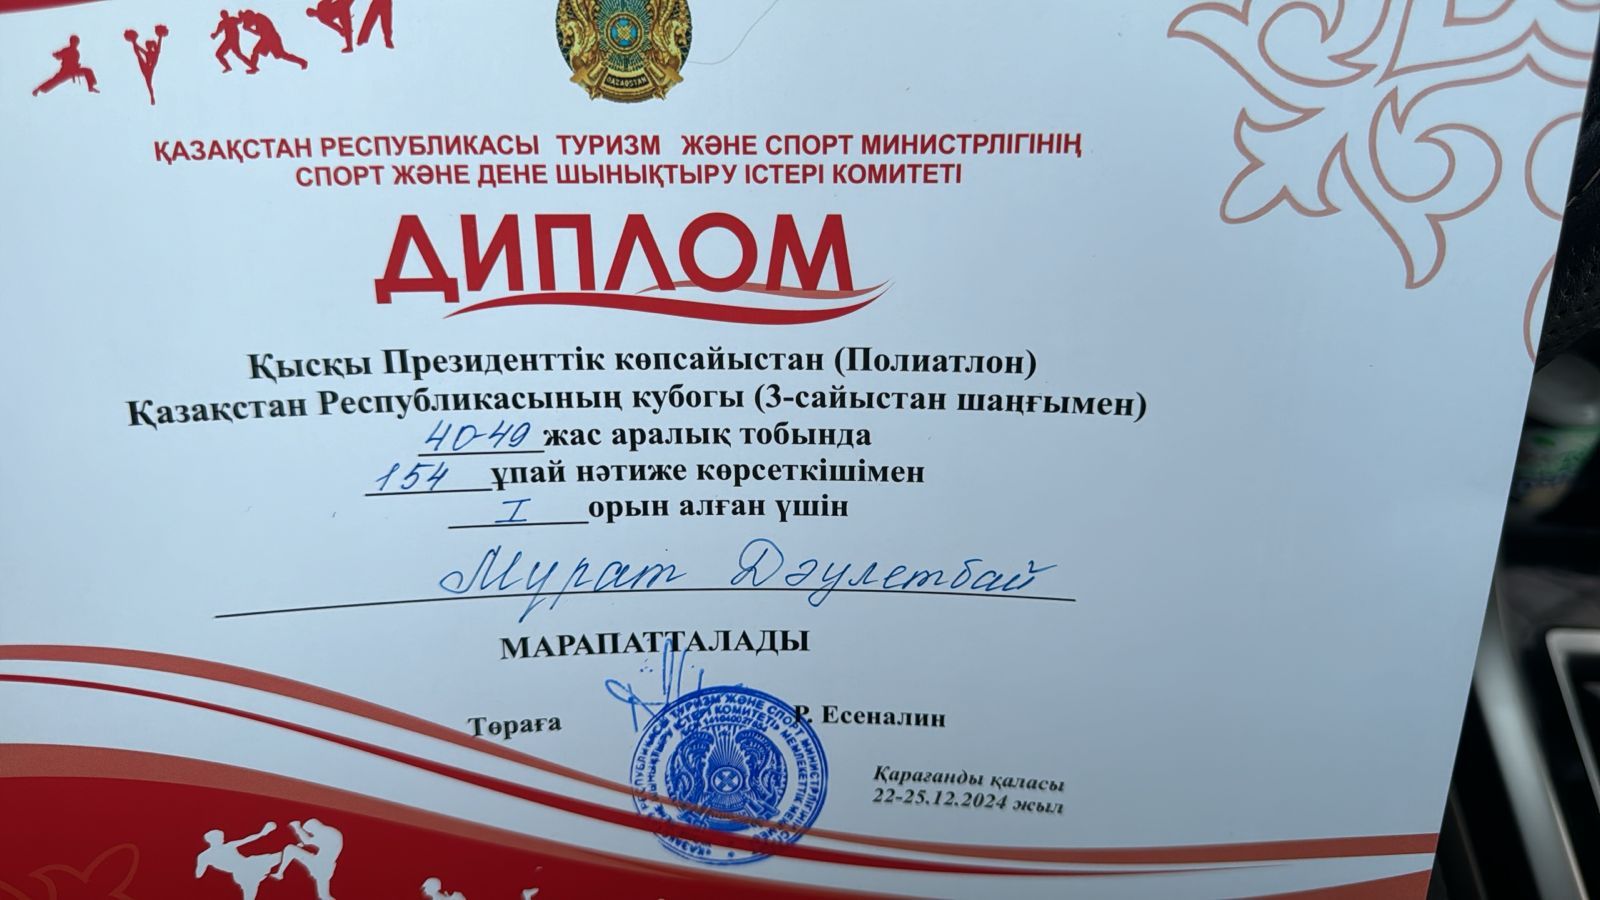 QAZAQSTAN
ҚАЗАҚСТАН РЕСПУБЛИКАСЫ ТУРИЗМ ЖӘНЕ СПОРТ МИНИСТРЛІГІНІҢ
СПОРТ ЖӘНЕ ДЕНЕ ШЫНЫҚТЫРУ ІСТЕРІ КОМИТЕТІ
ДИПЛОМ
Қысқы Президенттік көпсайыстан (Полиатлон)
Қазақстан Республикасының кубогы (3-сайыстан шаңғымен)
40-49 жас аралық тобында
154 ұпай нәтиже көрсеткішімен
I орын алған үшін
Мурат Дәулетбай
МАРАПАТТАЛАДЫ
Төраға Р. Есеналин
Қарағанды қаласы
22-25.12.2024 жыл